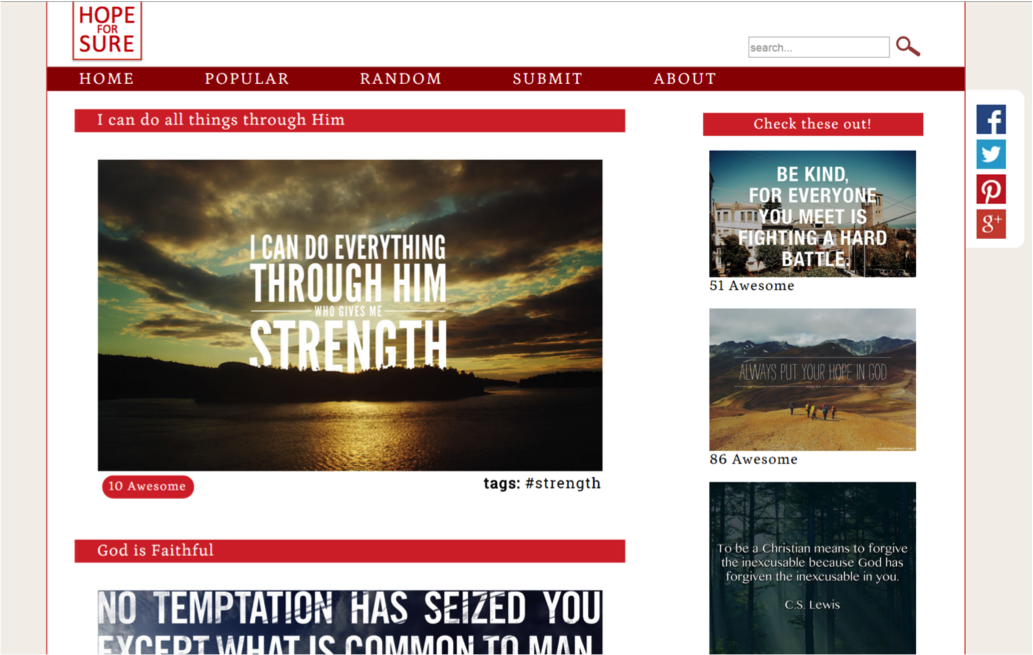 HOPE
FOR
SURE
search...
HOME POPULAR RANDOM SUBMIT ABOUT
I can do all things through Him
I CAN DO EVERYTHING
THROUGH HIM
WHO GIVES ME
STRENGTH
10 Awesome
tags: #strength
God is Faithful
NO TEMPTATION HAS SEIZED YOU
EXCEPT WHAT IS COMMON TO MAN
Check these out!
BE KIND,
FOR EVERYONE
YOU MEET IS
FIGHTING A HARD
BATTLE.
51 Awesome
ALWAYS PUT YOUR HOPE IN GOD
86 Awesome
To be a Christian means to forgive
the inexcusable because God has
forgiven the inexcusable in you.
C.S. Lewis
f
g+